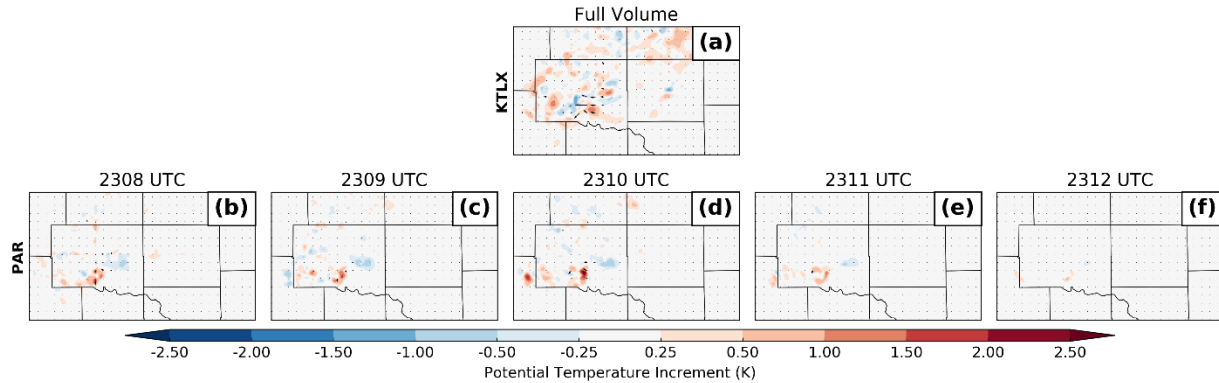 Full Volume
(a)
KTLX
2308 UTC
2309 UTC
2310 UTC
2311 UTC
2312 UTC
(b)
(c)
(d)
(e)
(f)
PAR
-2.50 -2.00 -1.50 -1.00 -0.50 -0.25 0.25 0.50 1.00 1.50 2.00 2.50
Potential Temperature Increment (K)